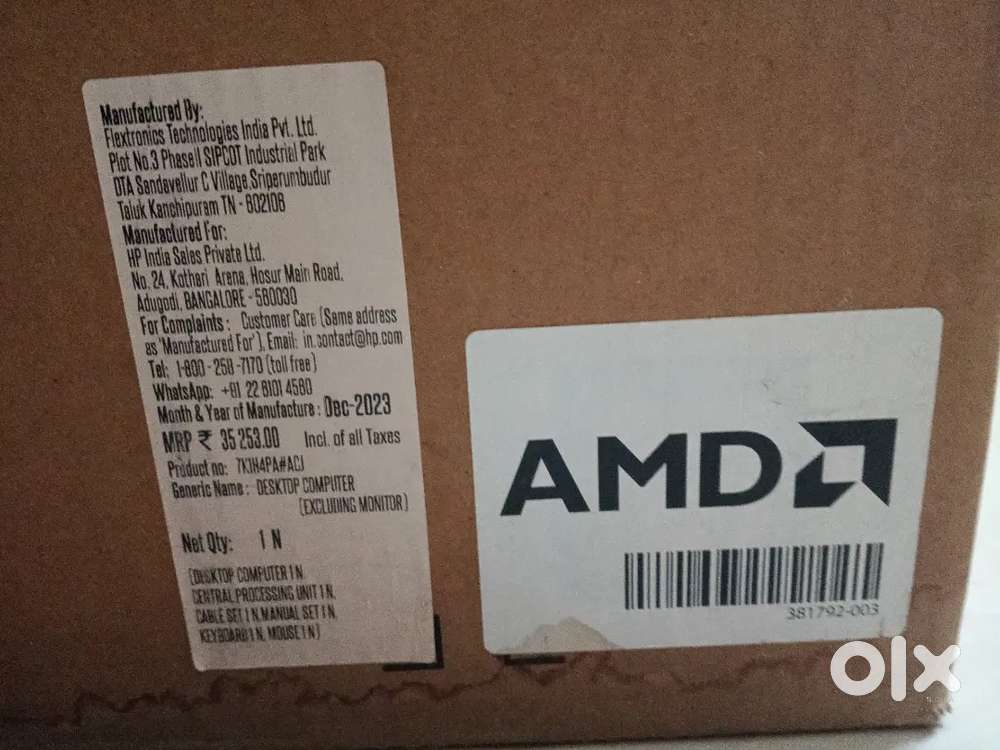 Manufactured By:
Flextronics Technologies India Pvt. Ltd.
Plot No.3 PhaseII SIPCOT Industrial Park
OTA Sandavellur C Village,Sriperumbudur
Taluk Kanchipuram TN - 602106
Manufactured For:
HP India Sales Private Ltd.
No. 24, Kothari Arena, Hosur Main Road,
Adugodi, BANGALORE - 560030
For Complaints : Customer Care (Same address
as 'Manufactured For'), Email: in.contact@hp.com
Tel: 1-800-258-7170 (toll free)
WhatsApp: +91 22 6101 4560
Month & Year of Manufacture : Dec-2023
MRP ₹ 35 253.00 Incl. of all Taxes
Product no: 7K1H4PA#ACJ
Generic Name : DESKTOP COMPUTER
(EXCLUDING MONITOR)
Net Qty: 1 N
(DESKTOP COMPUTER 1 N,
CENTRAL PROCESSING UNIT 1 N,
CABLE SET 1 N,MANUAL SET 1 N,
KEYBOARD 1 N, MOUSE 1 N)
AMD
381792-003
olx